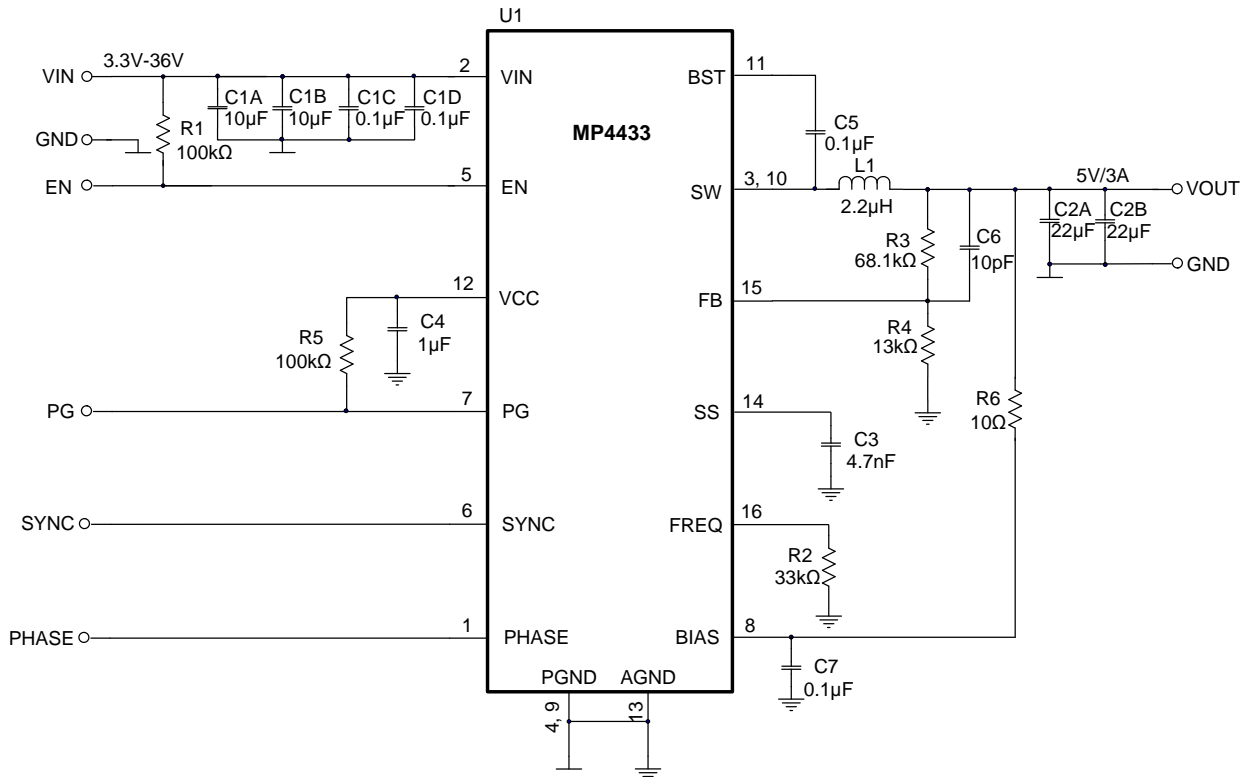 U1
MP4433
VIN
3.3V-36V
2
VIN
C1A
10µF
C1B
10µF
C1C
0.1µF
C1D
0.1µF
GND
R1
100kΩ
EN
5
EN
12
VCC
C4
1µF
R5
100kΩ
PG
7
PG
SYNC
6
SYNC
PHASE
1
PHASE
PGND
4, 9
AGND
13
BST
11
C5
0.1µF
SW
3, 10
L1
2.2µH
5V/3A
VOUT
R3
68.1kΩ
C6
10pF
C2A
22µF
C2B
22µF
GND
FB
15
R4
13kΩ
R6
10Ω
SS
14
C3
4.7nF
FREQ
16
R2
33kΩ
BIAS
8
C7
0.1µF